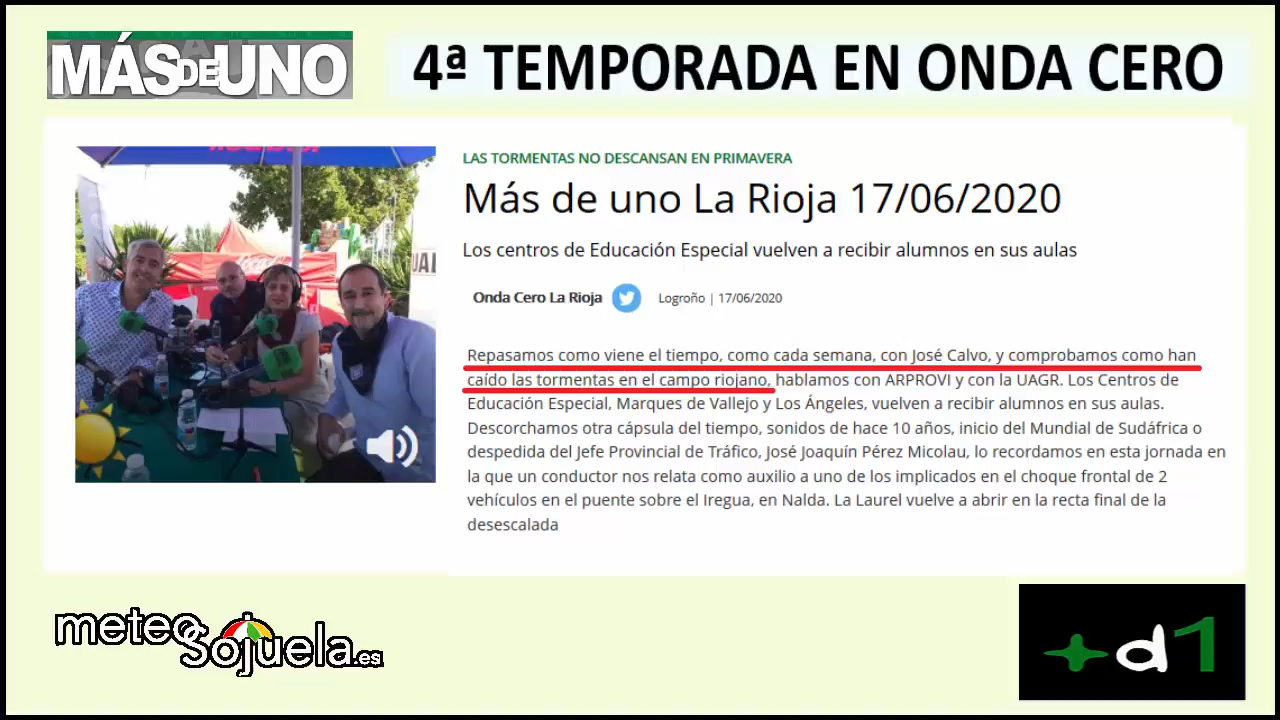 MÁS DE UNO
4ª TEMPORADA EN ONDA CERO
LAS TORMENTAS NO DESCANSAN EN PRIMAVERA
Más de uno La Rioja 17/06/2020
Los centros de Educación Especial vuelven a recibir alumnos en sus aulas
Onda Cero La Rioja Logroño | 17/06/2020
Repasamos como viene el tiempo, como cada semana, con José Calvo, y comprobamos como han
caído las tormentas en el campo riojano, hablamos con ARPROVI y con la UAGR. Los Centros de
Educación Especial, Marques de Vallejo y Los Ángeles, vuelven a recibir alumnos en sus aulas.
Descorchamos otra cápsula del tiempo, sonidos de hace 10 años, inicio del Mundial de Sudáfrica o
despedida del Jefe Provincial de Tráfico, José Joaquín Pérez Micolau, lo recordamos en esta jornada en
la que un conductor nos relata como auxilio a uno de los implicados en el choque frontal de 2
vehículos en el puente sobre el Iregua, en Nalda. La Laurel vuelve a abrir en la recta final de la
desescalada
meteo
Sojuela.es
+d1